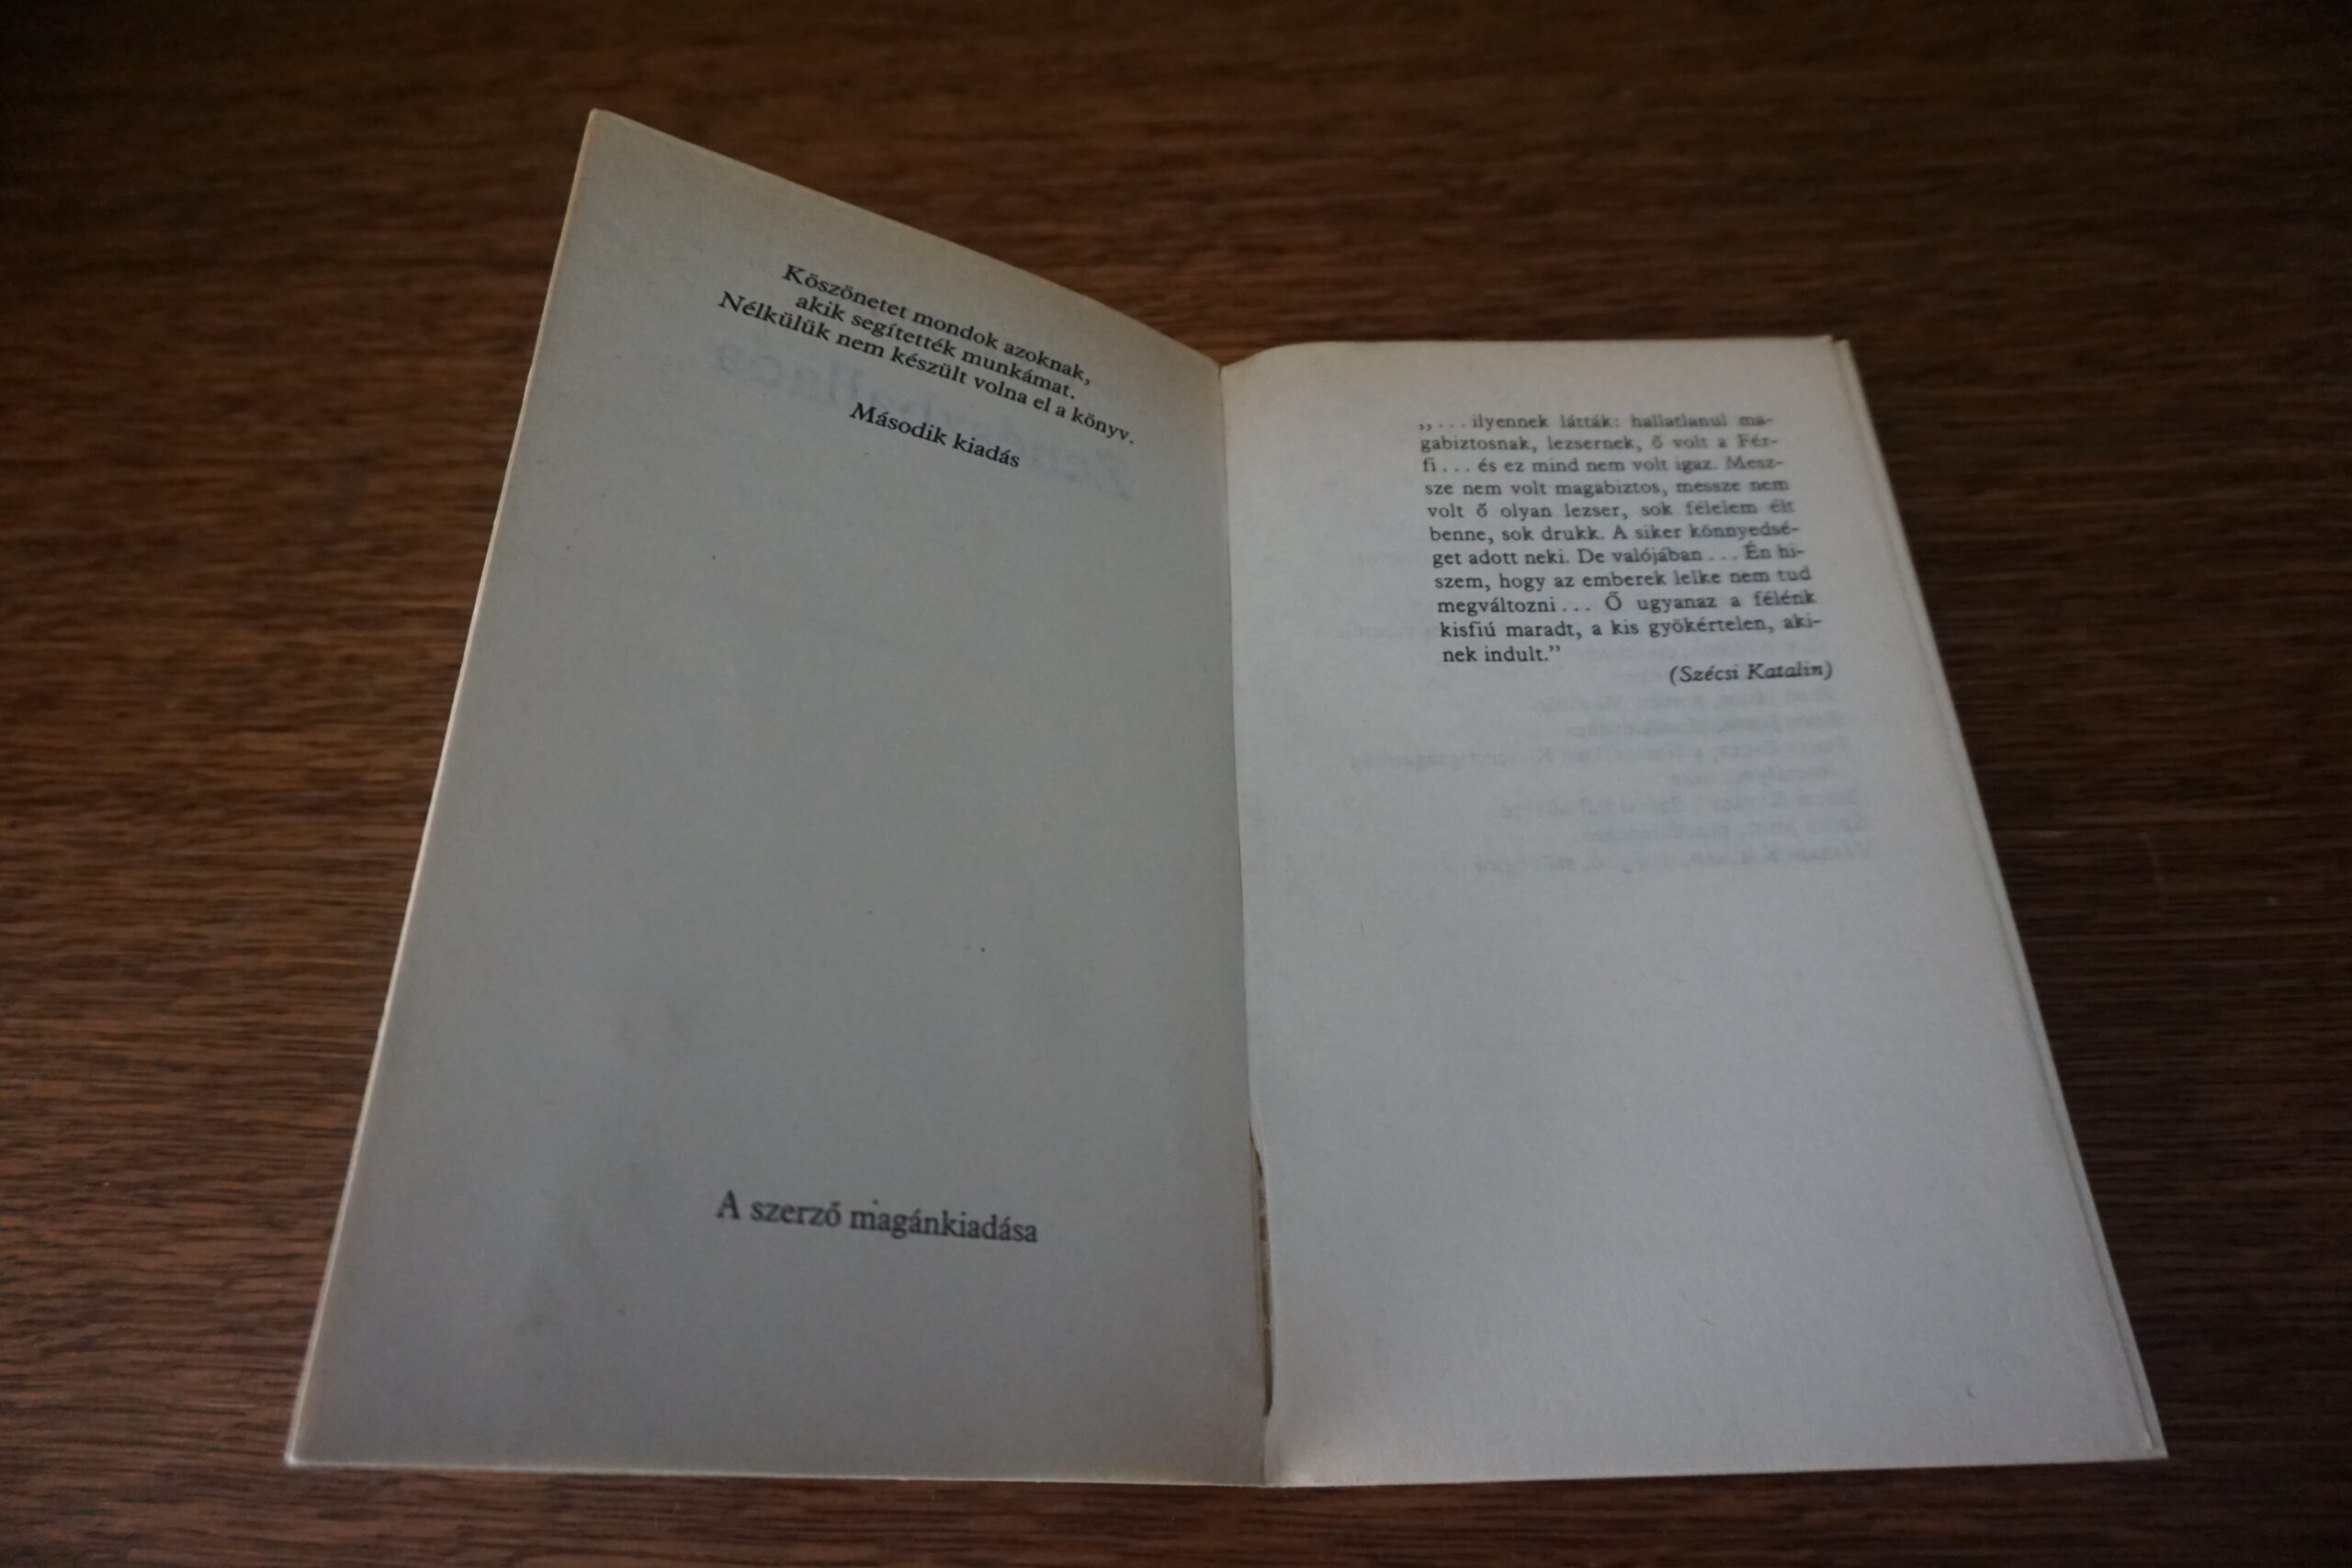 Köszönetet mondok azoknak,
akik segítették munkámat.
Nélkülük nem készült volna el a könyv.
Második kiadás
A szerző magánkiadása
„... ilyennek látták: hallatlanul ma-
gabiztosnak, lezsernek, ő volt a Fér-
fi... és ez mind nem volt igaz. Mesz-
sze nem volt magabiztos, messze nem
volt ő olyan lezser, sok félelem élt
benne, sok drukk. A siker könnyedsé-
get adott neki. De valójában... Én hi-
szem, hogy az emberek lelke nem tud
megváltozni... Ő ugyanaz a félénk
kisfiú maradt, a kis gyökértelen, aki-
nek indult.”
(Szécsi Katalin)